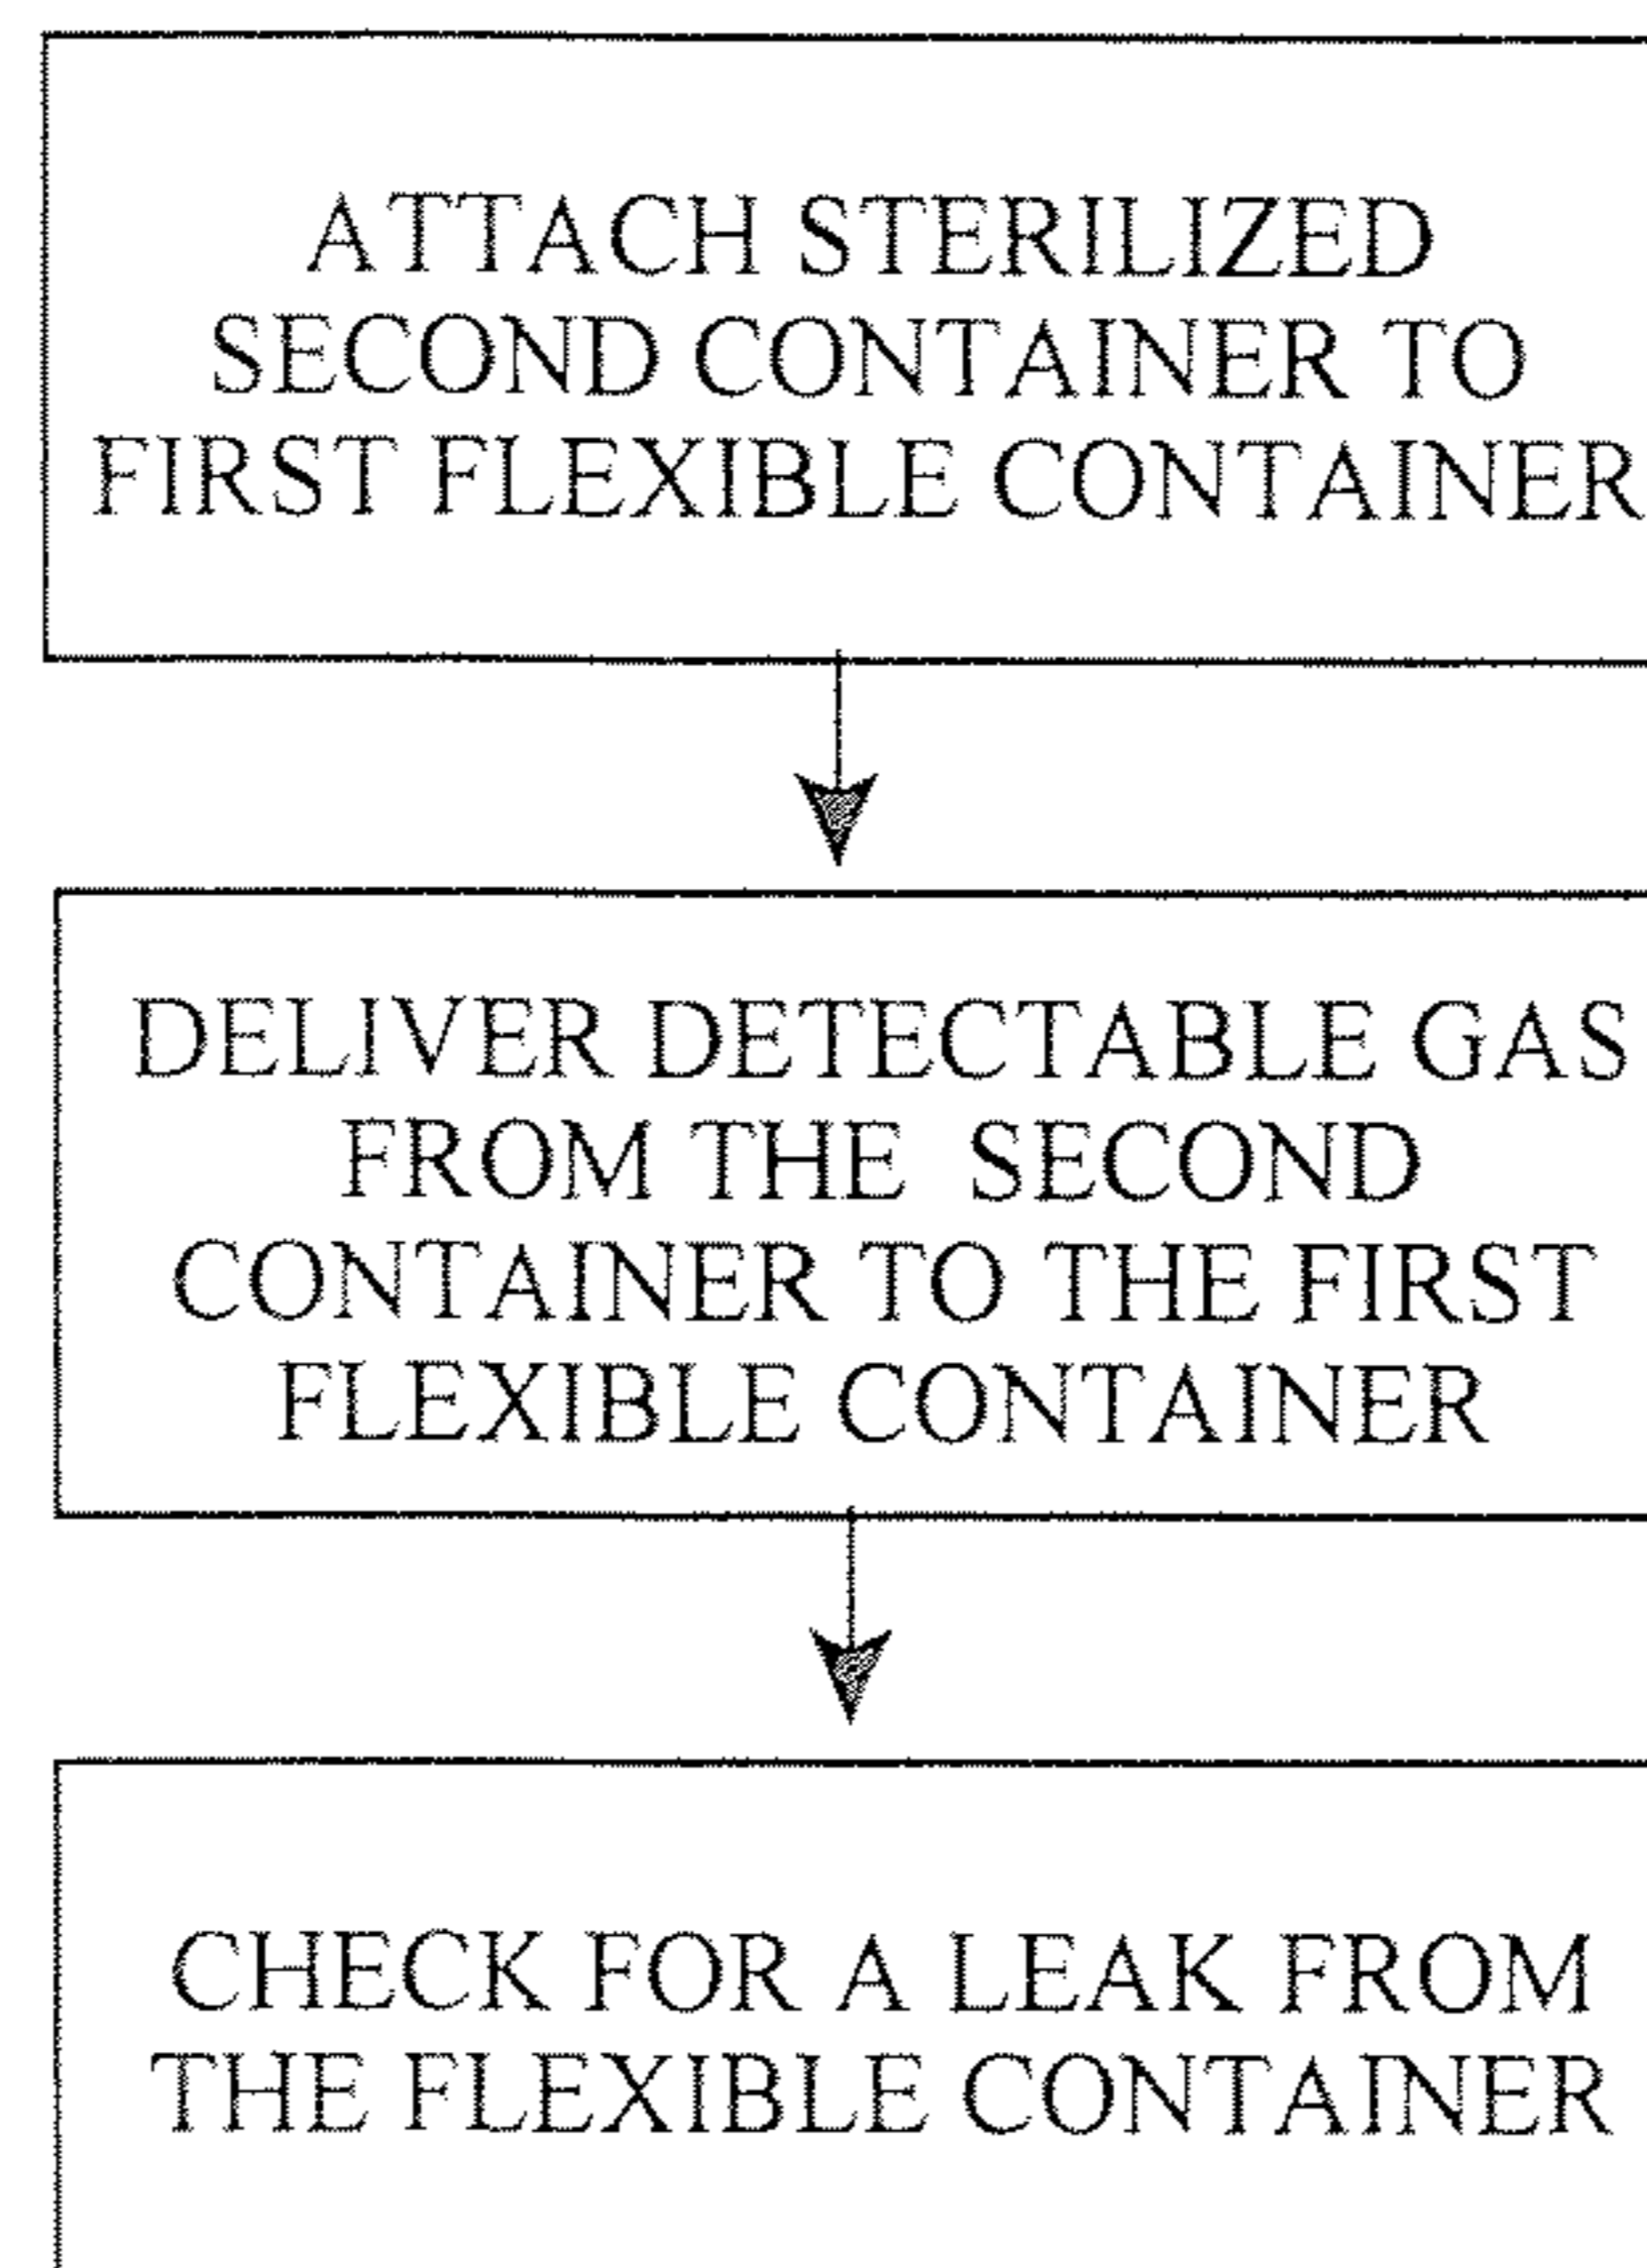 ATTACH STERILIZED
SECOND CONTAINER TO
FIRST FLEXIBLE CONTAINER
DELIVER DETECTABLE GAS
FROM THE SECOND
CONTAINER TO THE FIRST
FLEXIBLE CONTAINER
CHECK FOR A LEAK FROM
THE FLEXIBLE CONTAINER